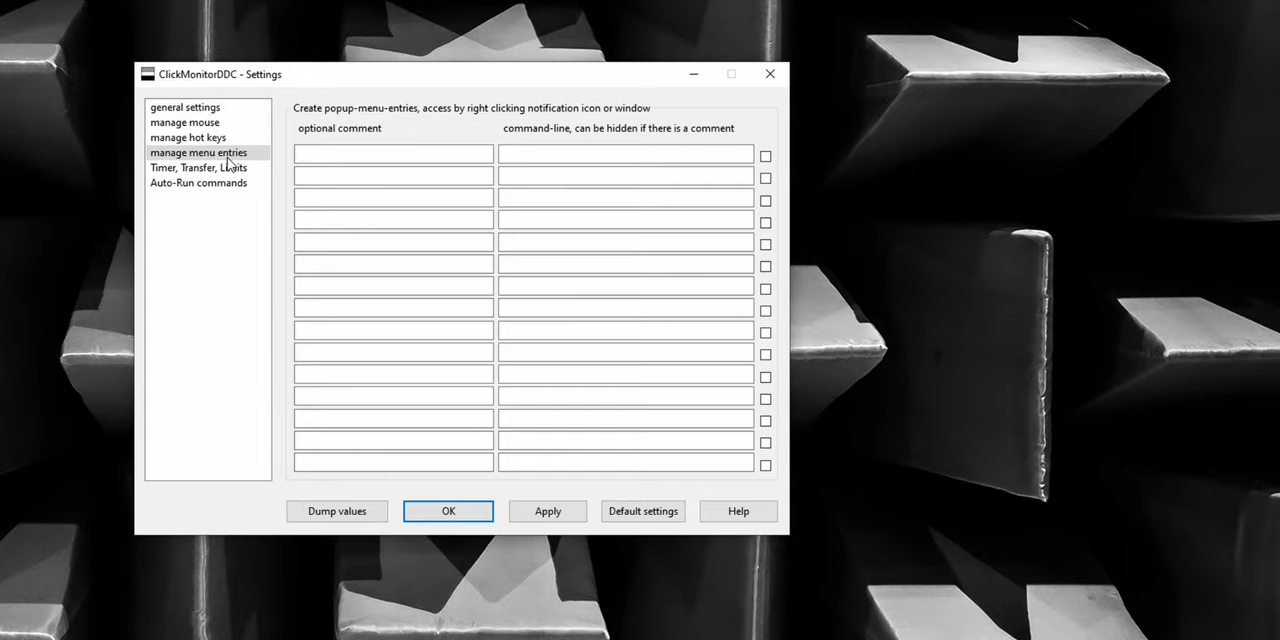 ClickMonitorDDC - Settings
general settings
manage mouse
manage hot keys
manage menu entries
Timer, Transfer, Limits
Auto-Run commands
Create popup-menu-entries, access by right clicking notification icon or window
optional comment
command-line, can be hidden if there is a comment
Dump values
OK
Apply
Default settings
Help